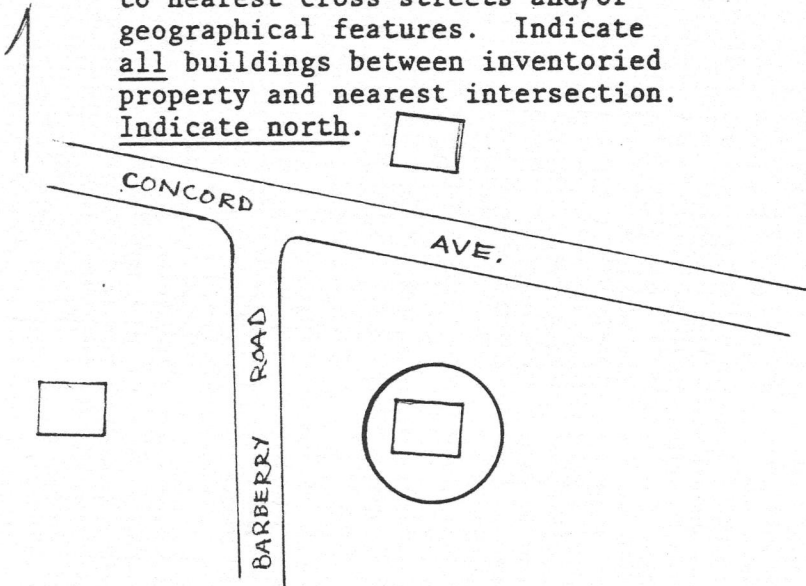 to nearest cross streets and/or
geographical features. Indicate
all buildings between inventoried
property and nearest intersection.
Indicate north.
CONCORD AVE.
BARBERRY ROAD